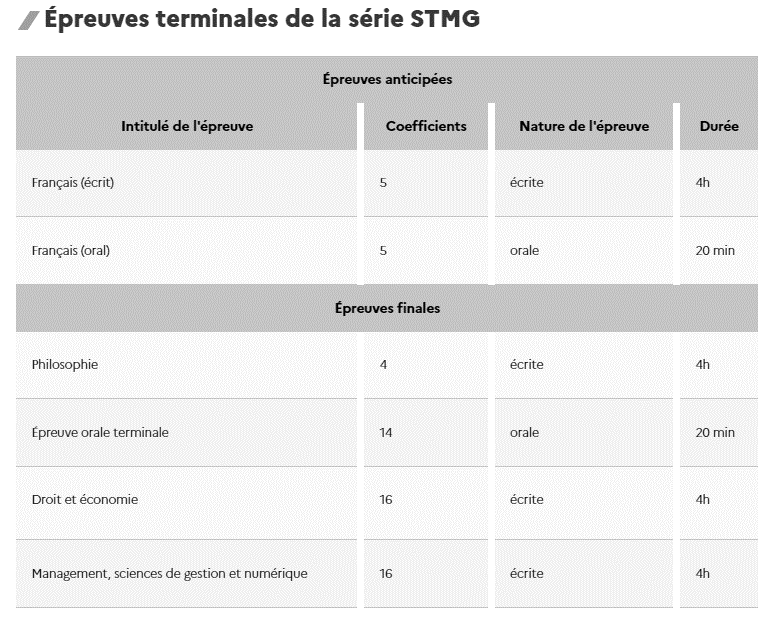 Épreuves terminales de la série STMG
Épreuves anticipées
Intitulé de l'épreuve Coefficients Nature de l'épreuve Durée
Français (écrit) 5 écrite 4h
Français (oral) 5 orale 20 min
Épreuves finales
Philosophie 4 écrite 4h
Épreuve orale terminale 14 orale 20 min
Droit et économie 16 écrite 4h
Management, sciences de gestion et numérique 16 écrite 4h